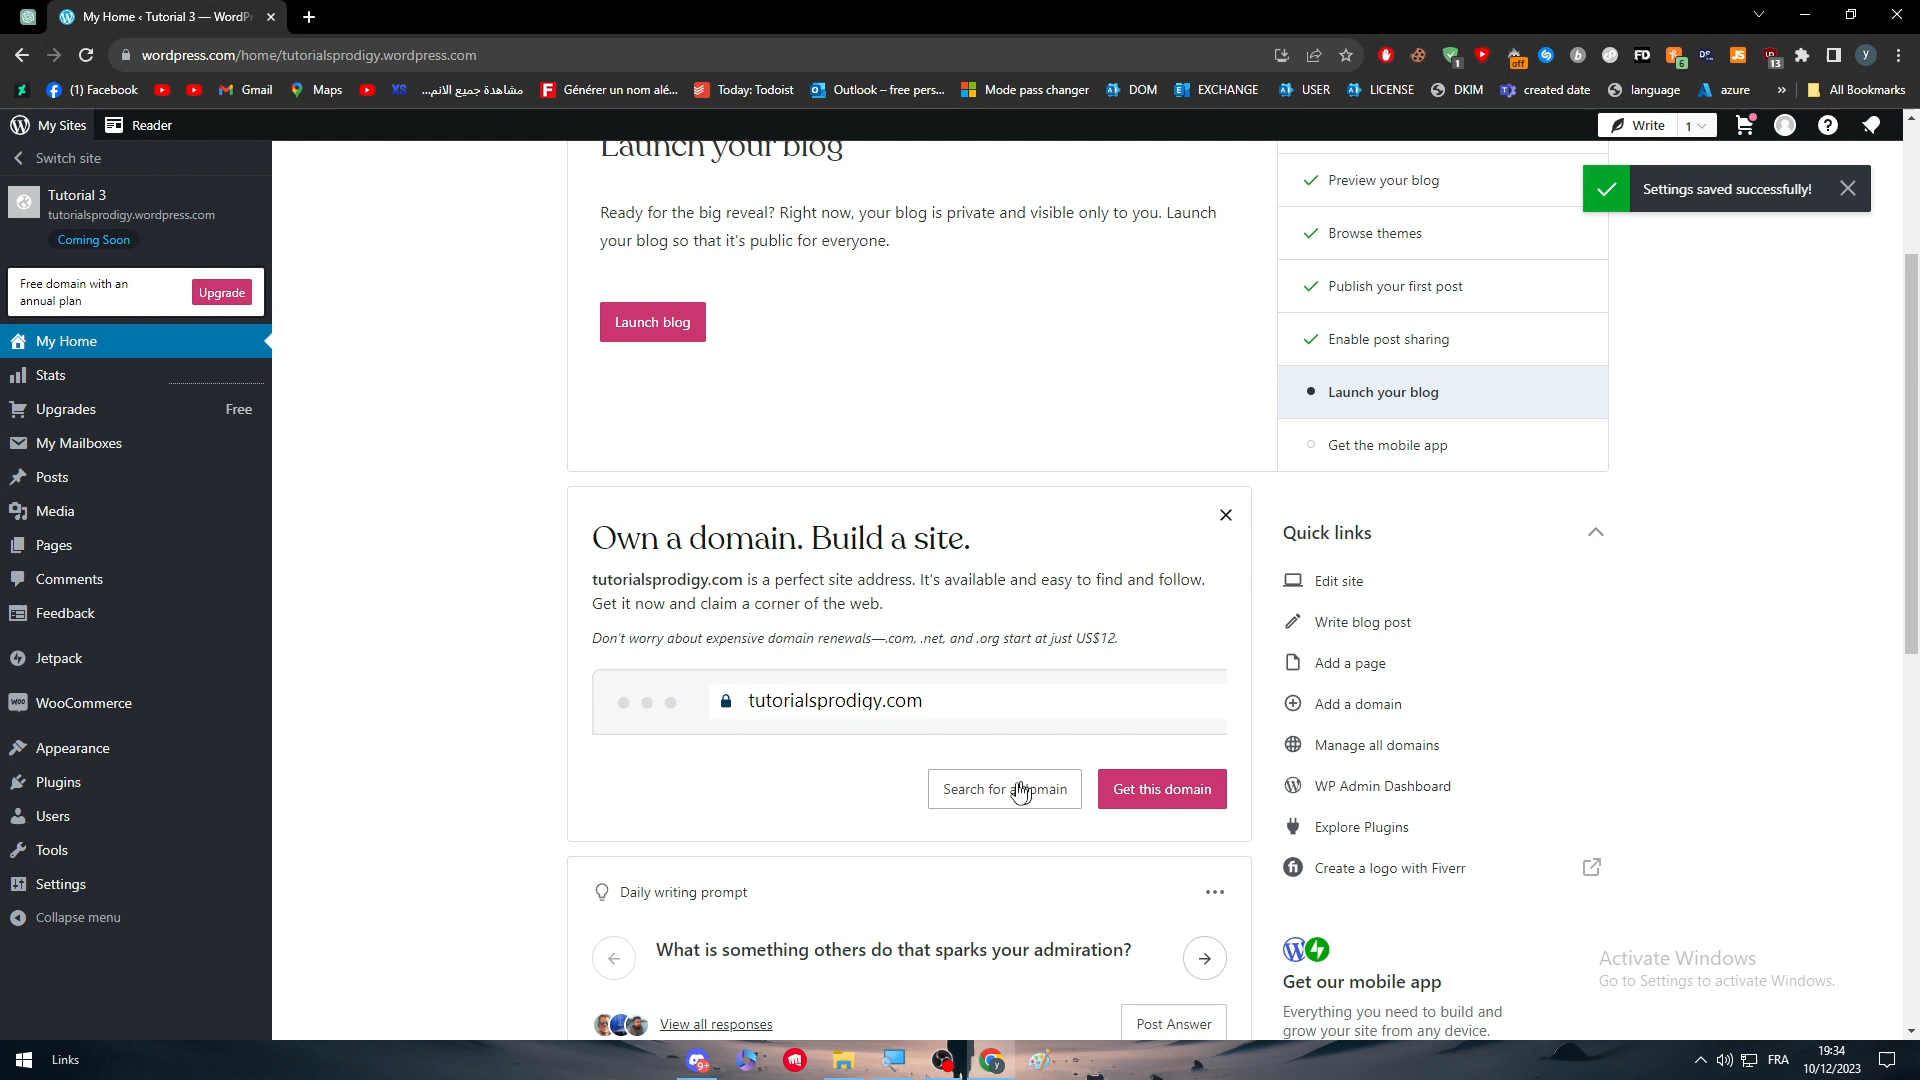 My Home ‹ Tutorial 3 — WordPr
wordpress.com/home/tutorialsprodigy.wordpress.com
1
off
6
13
(1) Facebook
Gmail
Maps
XS
مشاهدة جميع الانم...
Générer un nom alé...
Today: Todoist
Outlook – free pers...
Mode pass changer
DOM
EXCHANGE
USER
LICENSE
DKIM
created date
language
azure
»
All Bookmarks
My Sites
Reader
Write
1
Switch site
Tutorial 3
tutorialsprodigy.wordpress.com
Coming Soon
Free domain with an
annual plan
Upgrade
My Home
Stats
Upgrades
Free
My Mailboxes
Posts
Media
Pages
Comments
Feedback
Jetpack
WooCommerce
Appearance
Plugins
Users
Tools
Settings
Collapse menu
Launch your blog
Ready for the big reveal? Right now, your blog is private and visible only to you. Launch
your blog so that it's public for everyone.
Launch blog
Preview your blog
Browse themes
Publish your first post
Enable post sharing
Launch your blog
Get the mobile app
Settings saved successfully!
Own a domain. Build a site.
tutorialsprodigy.com is a perfect site address. It's available and easy to find and follow.
Get it now and claim a corner of the web.
Don't worry about expensive domain renewals—.com, .net, and .org start at just US$12.
tutorialsprodigy.com
Search for a domain
Get this domain
Daily writing prompt
What is something others do that sparks your admiration?
View all responses
Post Answer
Quick links
Edit site
Write blog post
Add a page
Add a domain
Manage all domains
WP Admin Dashboard
Explore Plugins
Create a logo with Fiverr
Get our mobile app
Everything you need to build and
grow your site from any device.
Activate Windows
Go to Settings to activate Windows.
Links
9+
FRA
19:34
10/12/2023